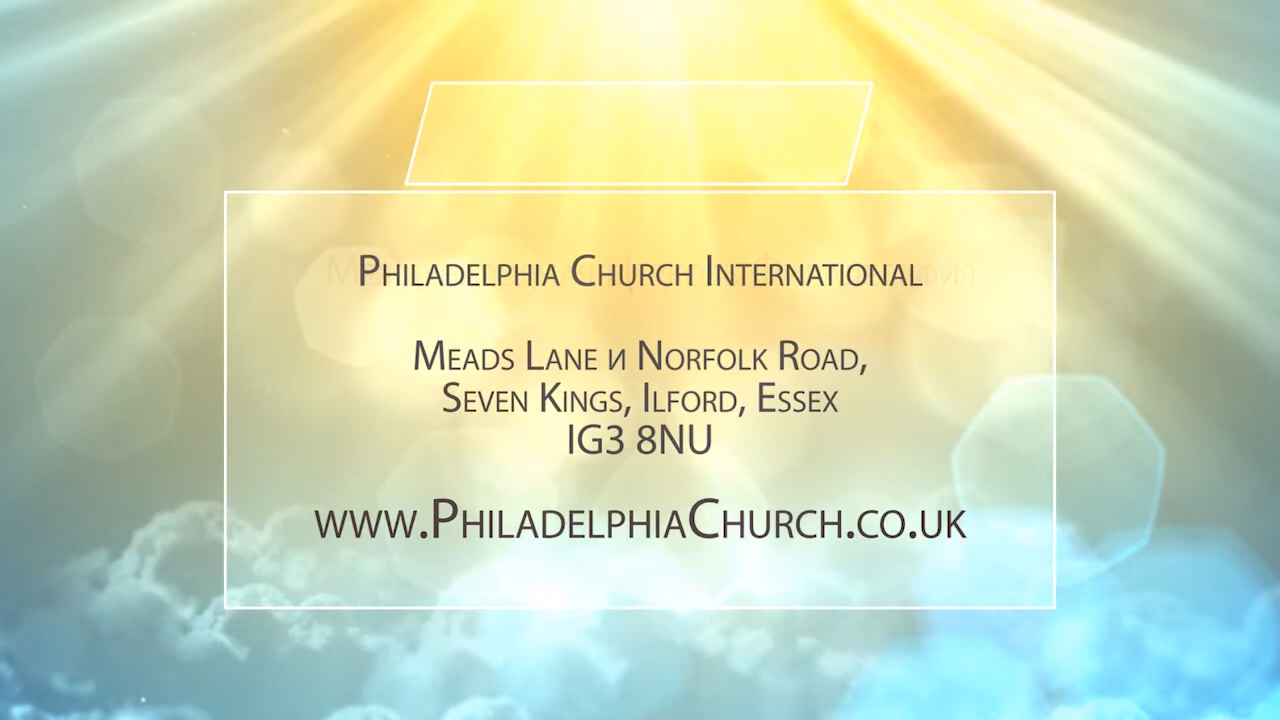 Philadelphia Church International
Meads Lane и Norfolk Road,
Seven Kings, Ilford, Essex
IG3 8NU
www.PhiladelphiaChurch.co.uk